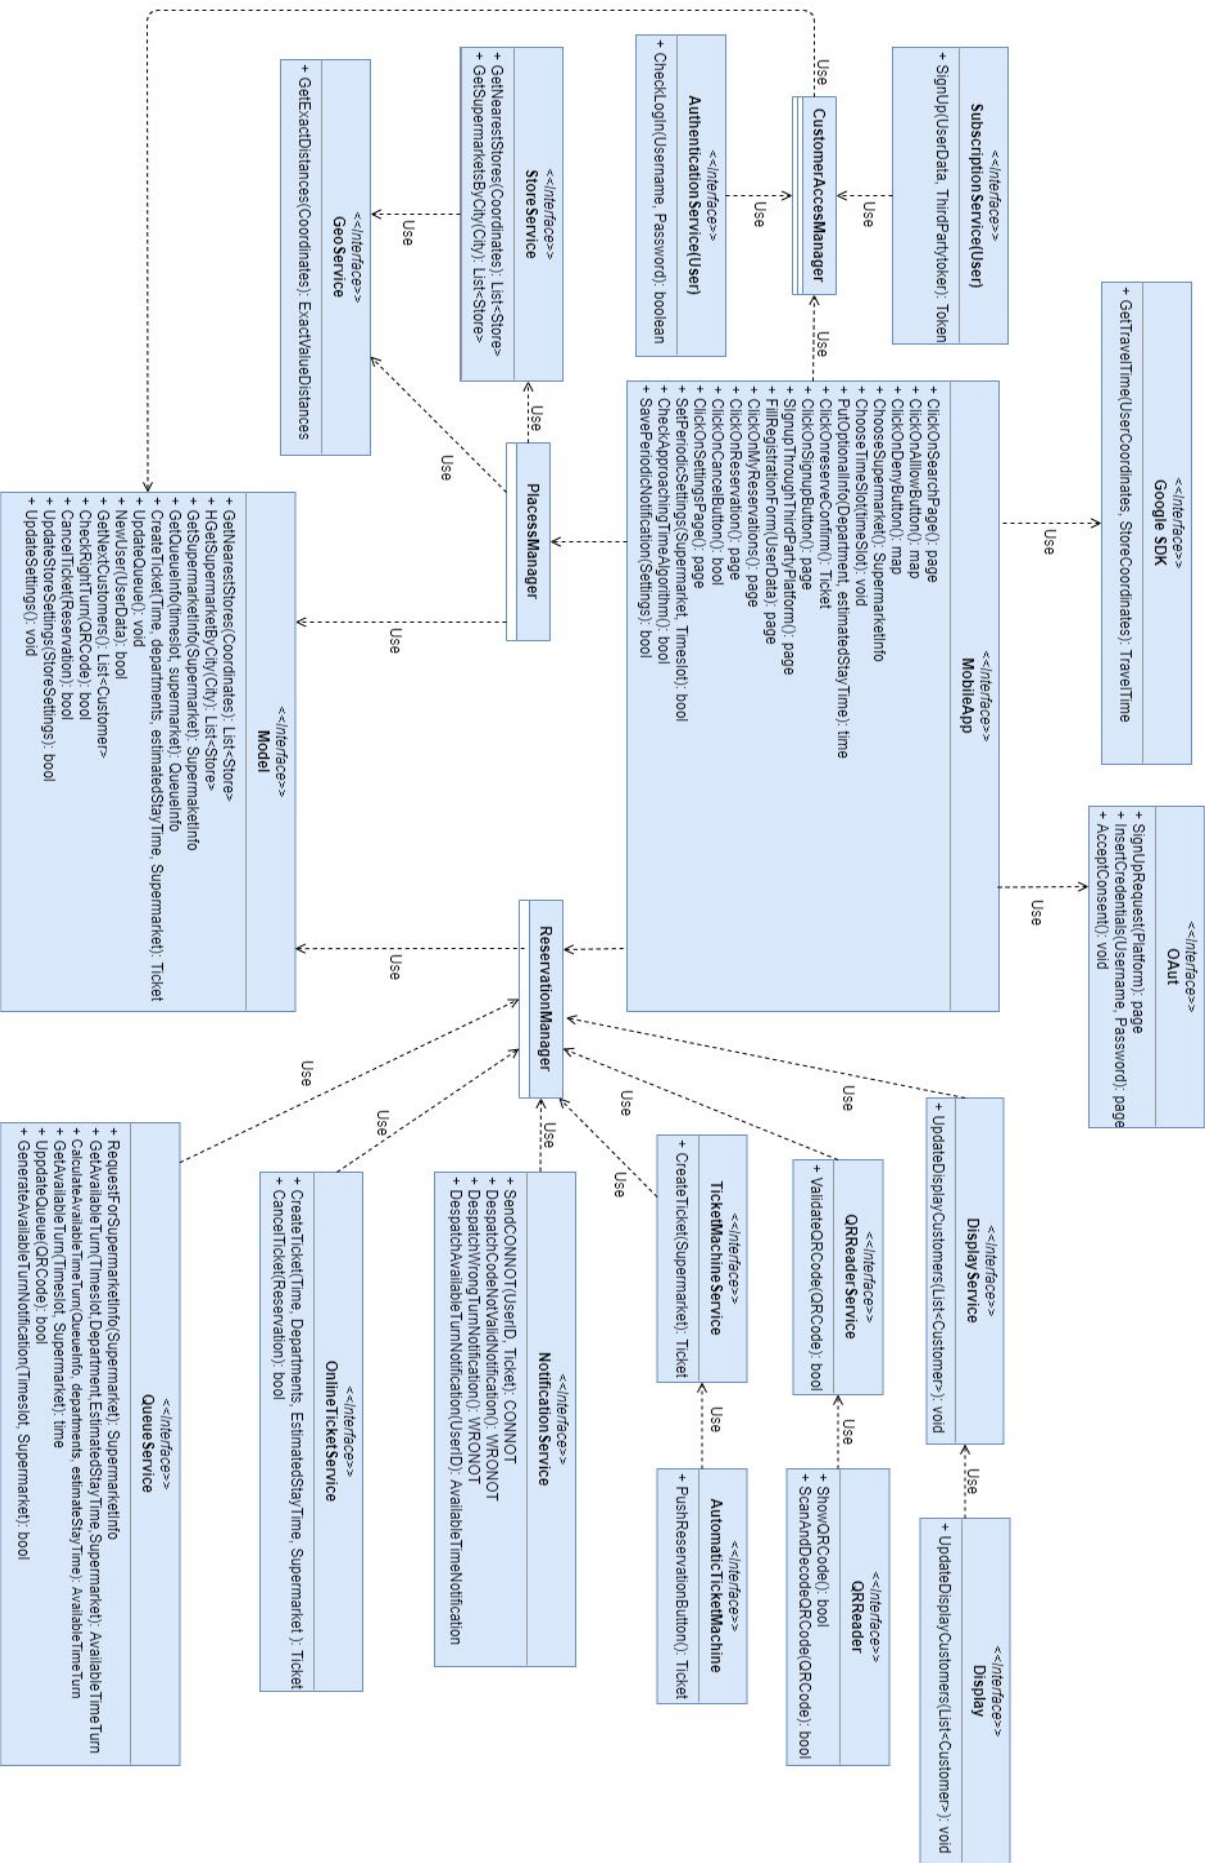 <<Interface>>
Google SDK
+ GetTravelTime(UserCoordinates, StoreCoordinates): TravelTime
<<Interface>>
OAut
+ SignUpRequest(Platform): page
+ InsertCredentials(Username, Password): page
+ AcceptConsent(): void
Use
Use
<<Interface>>
SubscriptionService(User)
+ SignUp(UserData, ThirdPartytoker): Token
Use
CustomerAccesManager
Use
Use
Use
<<Interface>>
AuthenticationService(User)
+ CheckLogIn(Username, Password): boolean
<<Interface>>
MobileApp
+ ClickOnSearchPage(): page
+ ClickOnAlllowButton(): map
+ ClickOnDenyButton(): map
+ ChooseSupermarket(): SupermarketInfo
+ ChooseTimeSlot(timeSlot): void
+ PutOptionalInfo(Department, estimatedStayTime): time
+ ClickOnreserveConfirm(): Ticket
+ ClickOnSignupButton(): page
+ SIgnupThroughThirdPartyPlatform(): page
+ FillRegistrationForm(UserData): page
+ ClickOnMyReservations(): page
+ ClickOnReservation(): page
+ ClickOnCancelButton(): bool
+ ClickOnSettingsPage(): page
+ SetPeriodicSettings(Supermarket, Timeslot): bool
+ CheckApproachingTimeAlgorithm(): bool
+ SavePeriodicNotification(Settings): bool
<<Interface>>
DisplayService
+ UpdateDisplayCustomers(List<Customer>): void
Use
<<Interface>>
Display
+ UpdateDisplayCustomers(List<Customer>): void
Use
<<Interface>>
QRReaderService
+ ValidateQRCode(QRCode): bool
Use
<<Interface>>
QRReader
+ ShowQRCode(): bool
+ ScanAndDecodeQRCode(QRCode): bool
Use
<<Interface>>
TicketMachineService
+ CreateTicket(Supermarket): Ticket
Use
<<Interface>>
AutomaticTicketMachine
+ PushReservationButton(): Ticket
Use
<<Interface>>
StoreService
+ GetNearestStores(Coordinates): List<Store>
+ GetSupermarketsByCity(City): List<Store>
Use
PlacessManager
ReservationManager
Use
<<Interface>>
NotificationService
+ SendCONNOT(UserID, Ticket): CONNOT
+ DespatchCodeNotValidNotification(): WRONOT
+ DespatchWrongTurnNotification(): WRONOT
+ DespatchAvailableTurnNotification(UserID): AvailableTimeNotification
Use
Use
Use
Use
Use
<<Interface>>
OnlineTicketService
+ CreateTicket(Time, Departments, EstimatedStayTime, Supermarket ): Ticket
+ CancelTicket(Reservation): bool
<<Interface>>
GeoService
+ GetExactDistances(Coordinates): ExactValueDistances
Use
<<Interface>>
Model
+ GetNearestStores(Coordinates): List<Store>
+ HGetSupermarketByCity(City): List<Store>
+ GetSupermarketInfo(Supermarket): SupermaketInfo
+ GetQueueInfo(timeslot, supermarket): QueueInfo
+ CreateTicket(Time, departments, estimatedStayTime, Supermarket): Ticket
+ UpdateQueue(): void
+ NewUser(UserData): bool
+ GetNextCustomers(): List<Customer>
+ CheckRightTurn(QRCode): bool
+ CancelTicket(Reservation): bool
+ UpdateStoreSettings(StoreSettings): bool
+ UpdateSettings(): void
<<Interface>>
QueueService
+ RequestForSupermarketInfo(Supermarket): SupermarketInfo
+ GetAvailableTurn(TImeslot,Department,EstimatedStayTime,Supermarket): AvailableTimeTurn
+ CalculateAvailableTimeTurn(QueueInfo, departments, estimateStayTime): AvailableTimeTurn
+ GetAvailableTurn(Timeslot, Supermarket): time
+ UppdateQueue(QRCode): bool
+ GenerateAvailableTurnNotification(Timeslot, Supermarket): bool